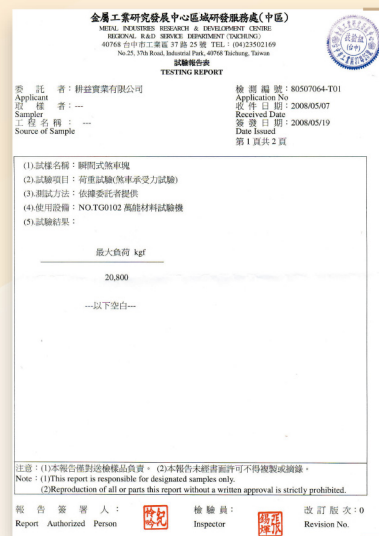 金屬工業研究發展中心區域研發服務處(中區)
METAL INDUSTRIES RESEARCH & DEVELOPMENT CENTRE
REGIONAL R&D SERVICE DEPARTMENT (TAICHUNG)
40768 台中市工業區 37 路 25 號 TEL：(04)23502169
No.25, 37th Road, Industrial Park, 40768 Taichung, Taiwan
試驗報告表
TESTING REPORT
委託者：耕益實業有限公司
Applicant
取樣者：---
Sampler
工程名稱：---
Source of Sample
檢測編號：80507064-T01
Application No
收件日期：2008/05/07
Received Date
簽發日期：2008/05/19
Date Issued
第 1 頁共 2 頁
(1).試樣名稱：瞬間式煞車塊
(2).試驗項目：荷重試驗(煞車承受力試驗)
(3).測試方法：依據委託者提供
(4).使用設備：NO.TG0102 萬能材料試驗機
(5).試驗結果：
最大負荷 kgf
20,800
---以下空白---
注意：(1)本報告僅對送檢樣品負責。 (2)本報告未經書面許可不得複製或摘錄。
Note：(1)This report is responsible for designated samples only.
(2)Reproduction of all or parts this report without a written approval is strictly prohibited.
報告簽署人：
Report Authorized Person
檢驗員：
Inspector
改訂版次：0
Revision No.